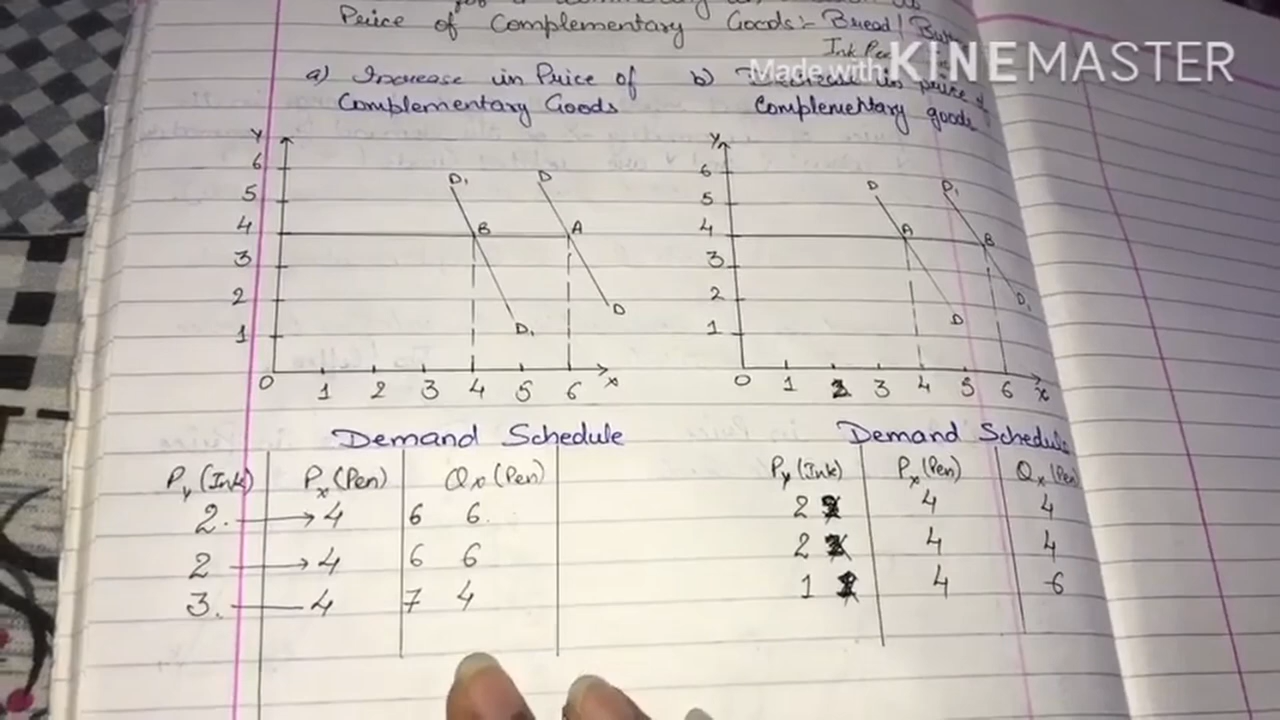 Price of Complementary Goods:- Bread/
Ink Pen
Made with KINEMASTER
a) Increase in Price of
Complementary Goods
b) Decrease in price of
Complementary goods
Y
6
5
4
3
2
1
0 1 2 3 4 5 6 x
D₁ D
B A
D
D₁
Y
6
5
4
3
2
1
0 1 2 3 4 5 6 x
D D₁
A B
D₁
D
Demand Schedule
Py (Ink) Px (Pen) Qx (Pen)
2. → 4 6 6.
2 → 4 6 6
3. — 4 7 4
Demand Schedule
Py (Ink) Px (Pen) Qx (Pen)
2 4 4
2 4 4
1 4 6